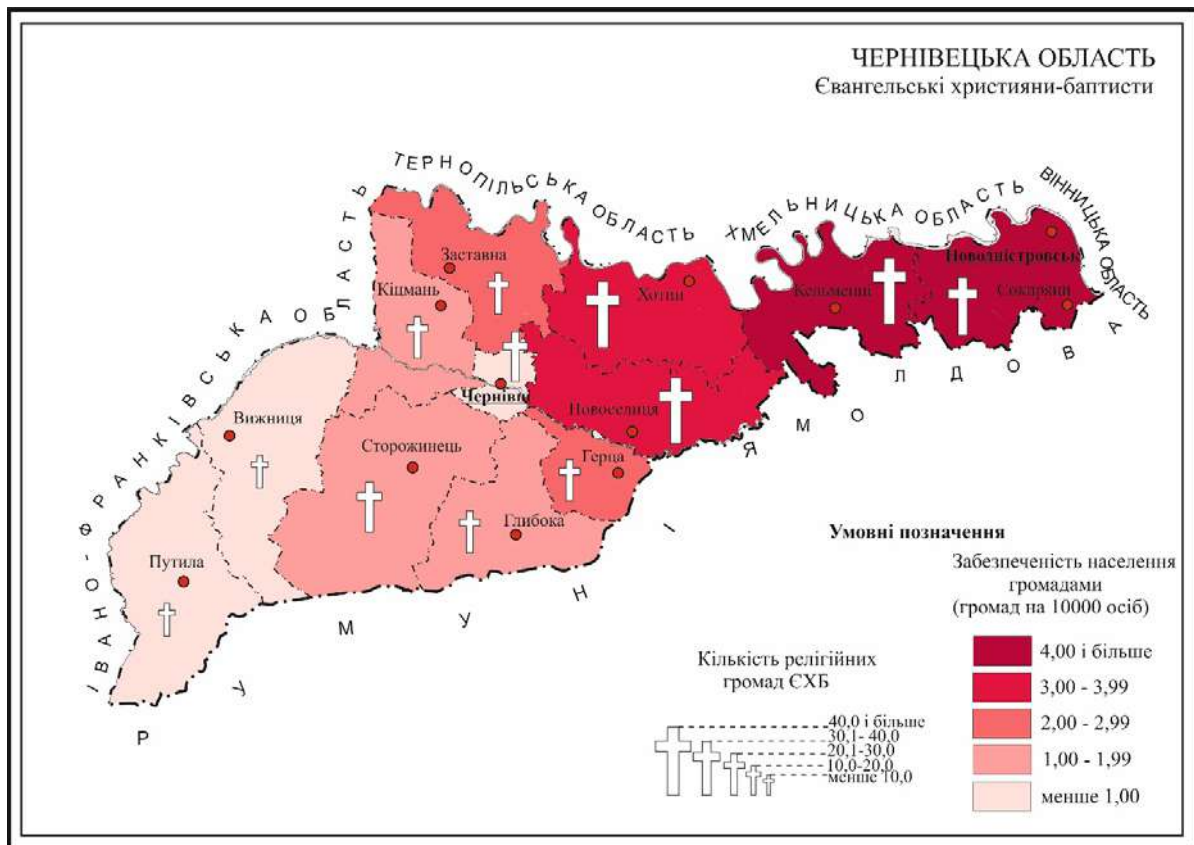 ЧЕРНІВЕЦЬКА ОБЛАСТЬ
Євангельські християни-баптисти
ТЕРНОПІЛЬСЬКА ОБЛАСТЬ
ХМЕЛЬНИЦЬКА ОБЛАСТЬ
ВІННИЦЬКА ОБЛАСТЬ
ІВАНО-ФРАНКІВСЬКА ОБЛАСТЬ
Заставна
Кіцмань
Хотин
Кельменці
Новодністровськ
Сокиряни
МОЛДОВА
Чернівці
Вижниця
Новоселиця
Сторожинець
Герца
Глибока
Путила
РУМУНІЯ
Умовні позначення
Забезпеченість населення
громадами
(громад на 10000 осіб)
4,00 і більше
3,00 - 3,99
2,00 - 2,99
1,00 - 1,99
менше 1,00
Кількість релігійних
громад ЄХБ
40,0 і більше
30,1- 40,0
20,1-30,0
10,0-20,0
менше 10,0